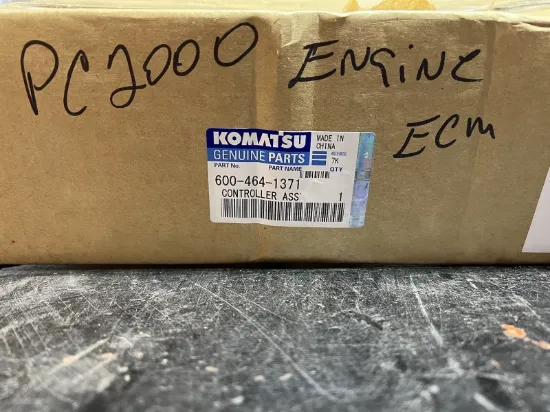 PC2000 ENGINE
ECM
KOMATSU
GENUINE PARTS
MADE IN
CHINA
7K
PART No. PART NAME QTY
600-464-1371
CONTROLLER ASS 1